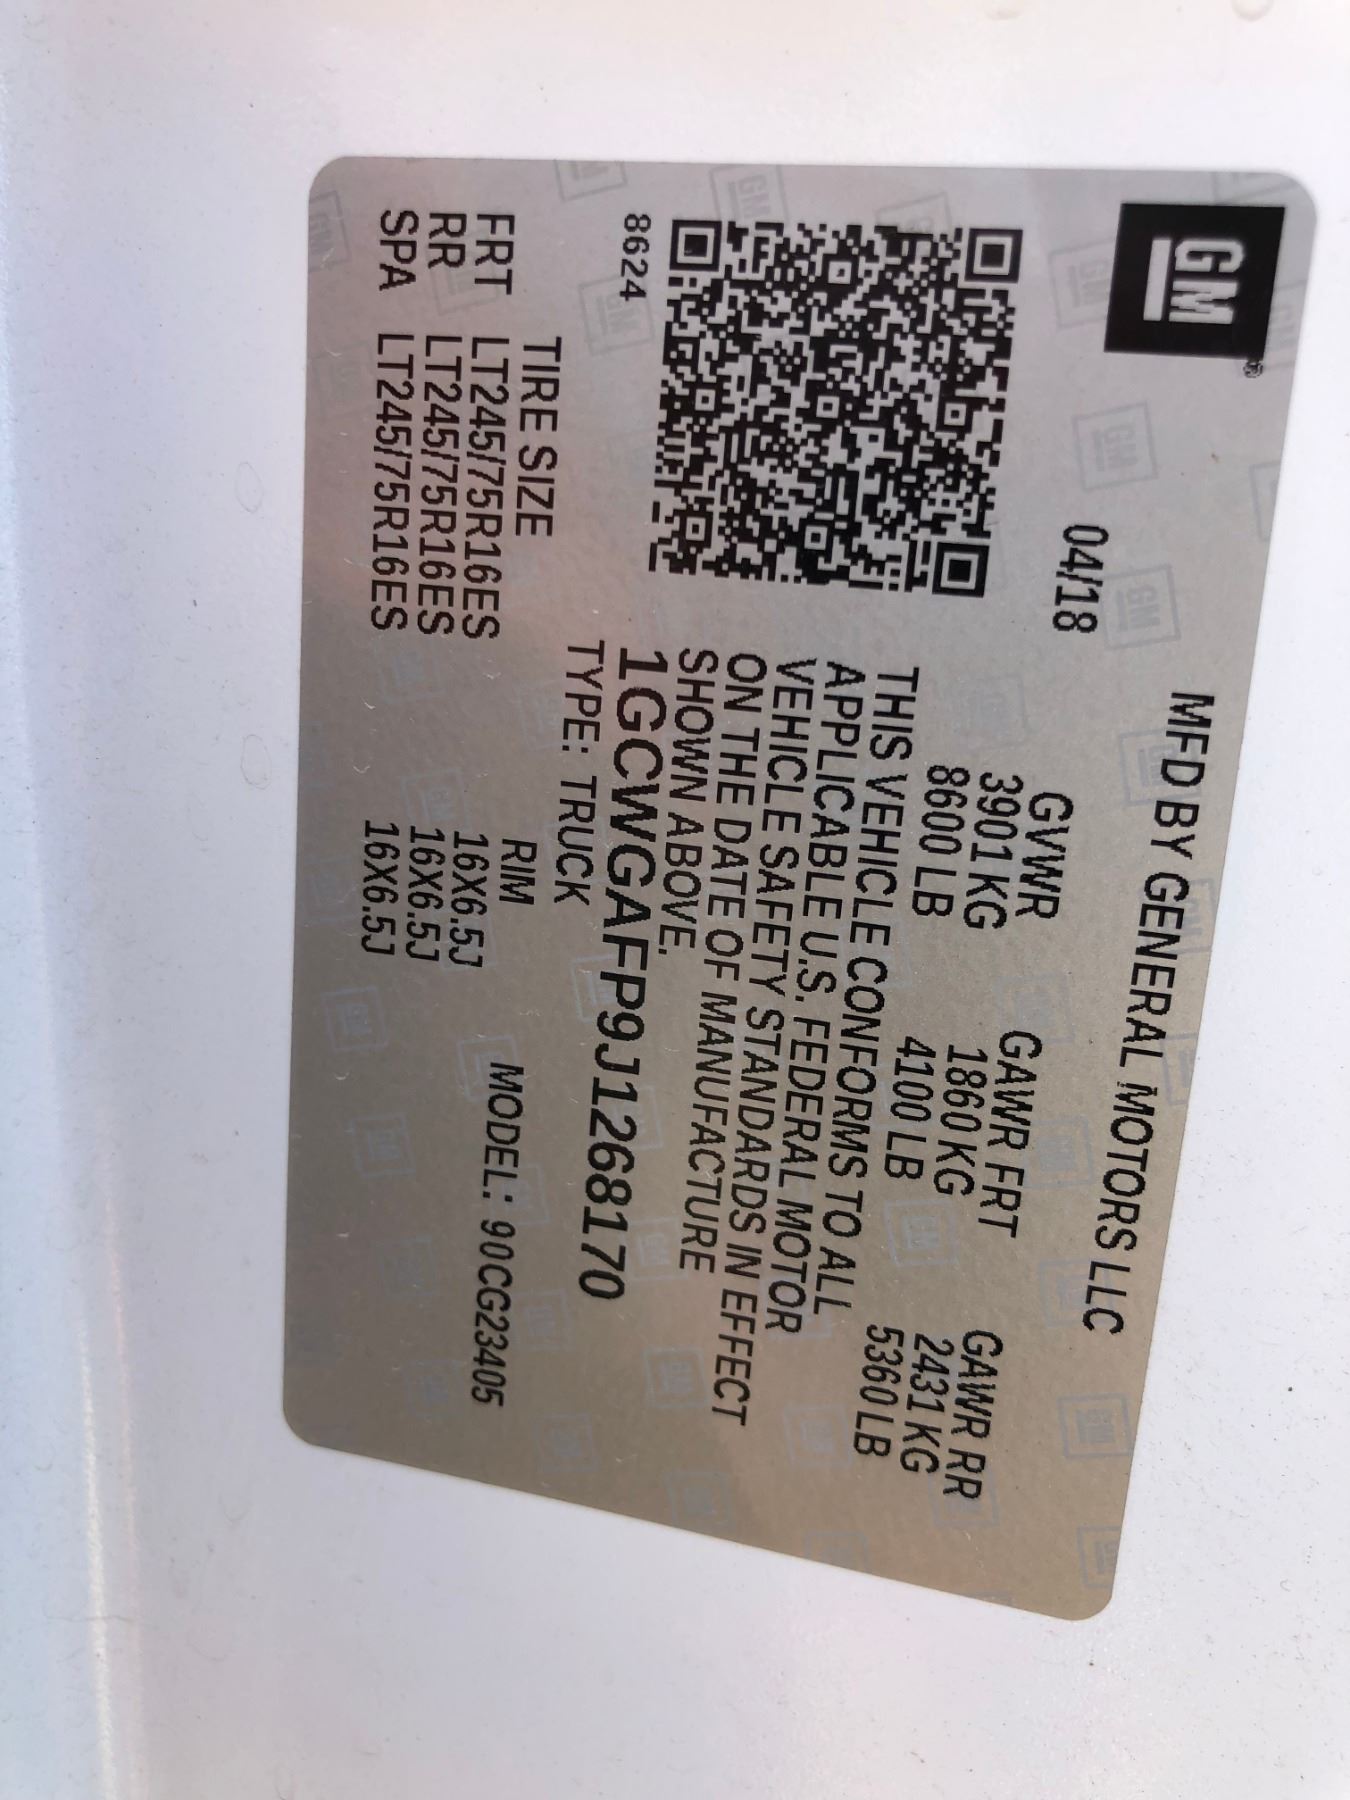 GM
MFD BY GENERAL MOTORS LLC
04/18
GVWR GAWR FRT GAWR RR
3901 KG 1860 KG 2431 KG
8600 LB 4100 LB 5360 LB
THIS VEHICLE CONFORMS TO ALL
APPLICABLE U.S. FEDERAL MOTOR
VEHICLE SAFETY STANDARDS IN EFFECT
ON THE DATE OF MANUFACTURE
SHOWN ABOVE.
1GCWGAFP9J1268170
TYPE: TRUCK
8624
TIRE SIZE RIM MODEL: 90CG23405
FRT LT245/75R16ES 16X6.5J
RR LT245/75R16ES 16X6.5J
SPA LT245/75R16ES 16X6.5J